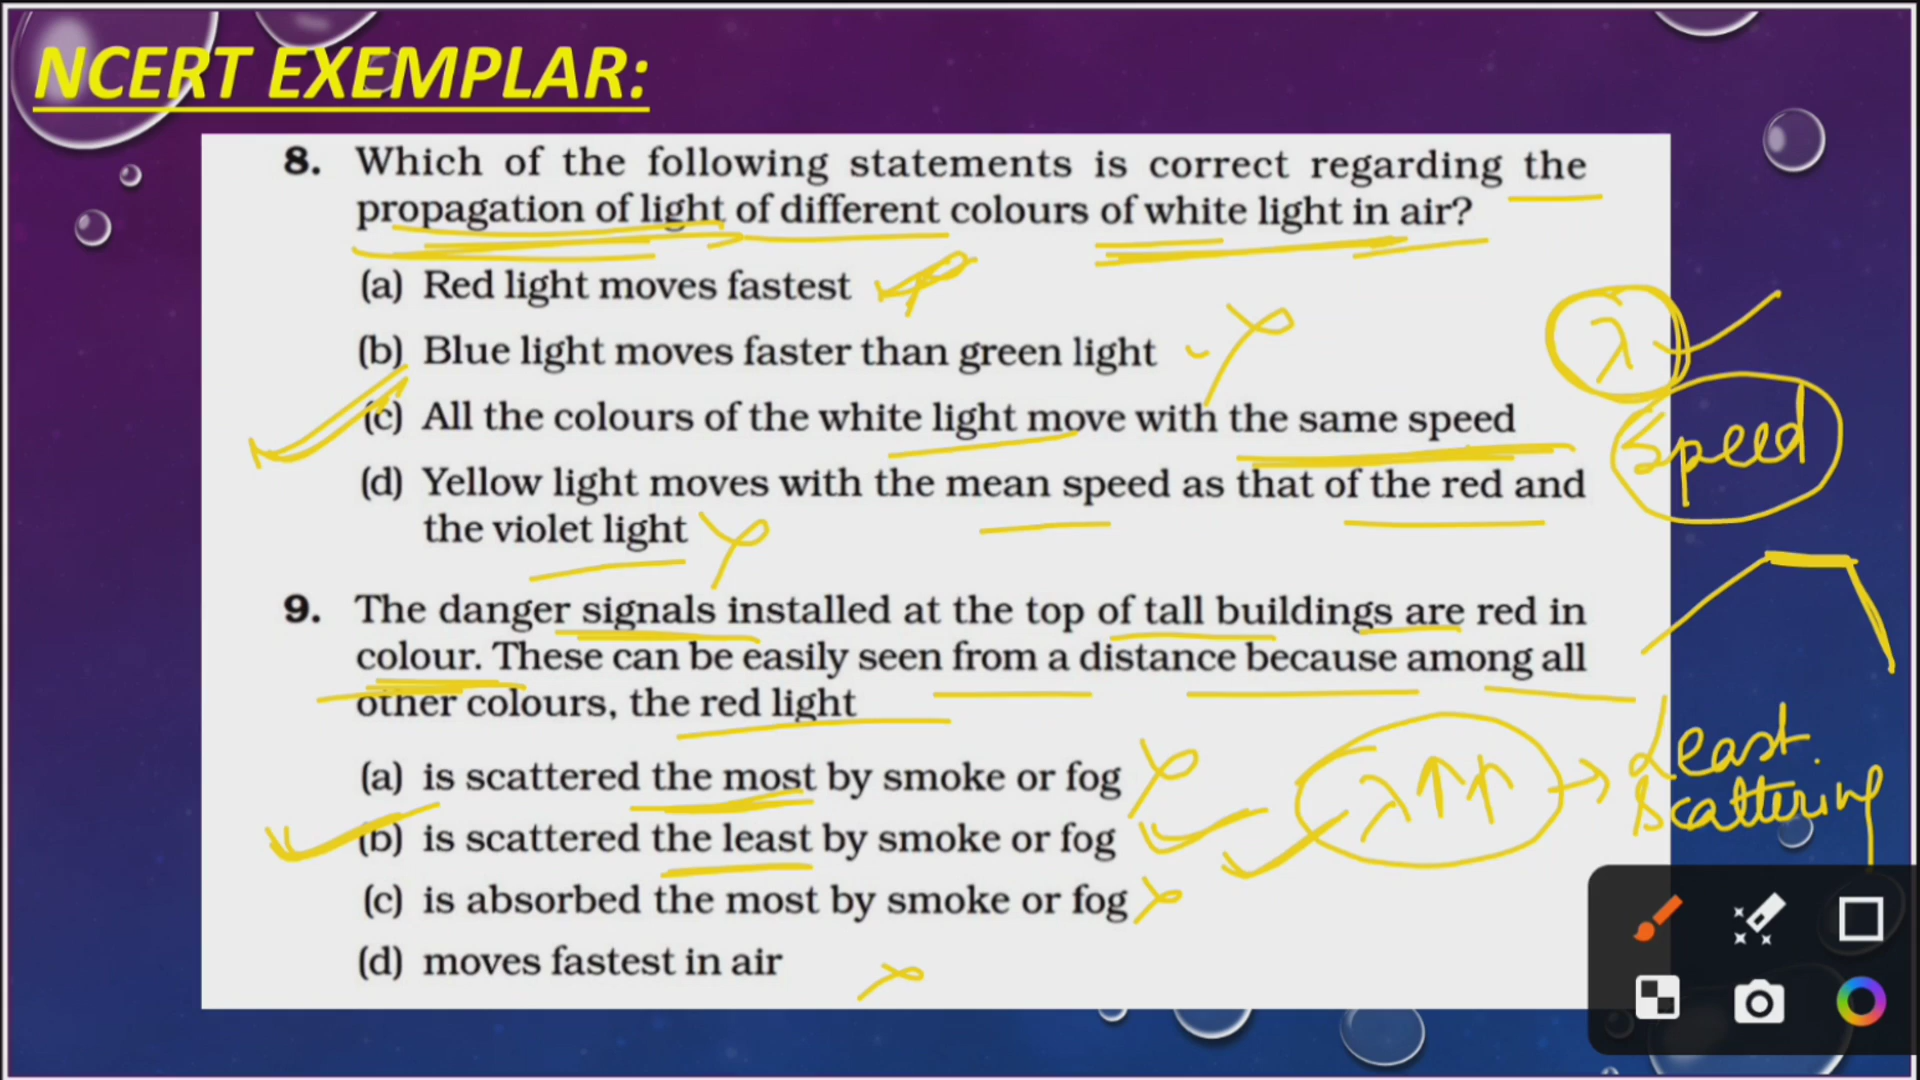 NCERT EXEMPLAR:
8. Which of the following statements is correct regarding the
propagation of light of different colours of white light in air?
(a) Red light moves fastest
(b) Blue light moves faster than green light
(c) All the colours of the white light move with the same speed
(d) Yellow light moves with the mean speed as that of the red and
the violet light
λ
Speed
9. The danger signals installed at the top of tall buildings are red in
colour. These can be easily seen from a distance because among all
other colours, the red light
(a) is scattered the most by smoke or fog
(b) is scattered the least by smoke or fog
(c) is absorbed the most by smoke or fog
(d) moves fastest in air
λ↑↑ → Least
Scattering